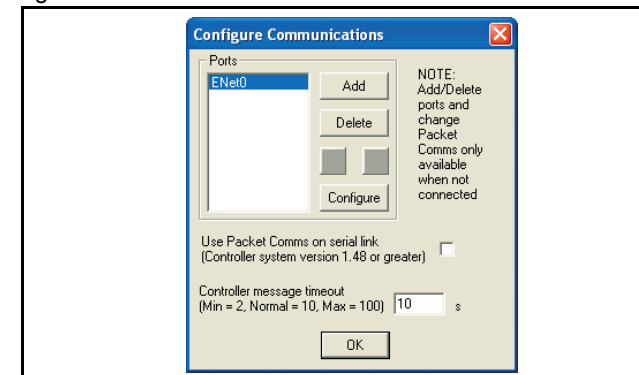 Configure Communications
Ports
ENet0
Add
Delete
Configure
NOTE:
Add/Delete
ports and
change
Packet
Comms only
available
when not
connected
Use Packet Comms on serial link
(Controller system version 1.48 or greater)
Controller message timeout
(Min = 2, Normal = 10, Max = 100) 10 s
OK